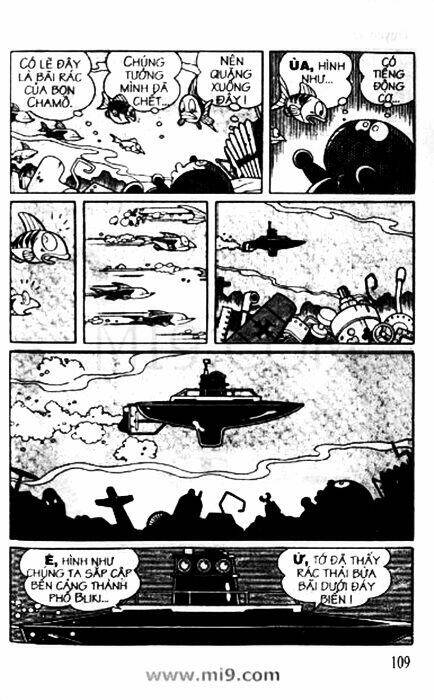 CÓ LẼ ĐÂY
LÀ BÃI RÁC
CỦA BỌN
CHAMÔ.
CHÚNG
TƯỞNG
MÌNH ĐÃ
CHẾT...
NÊN
QUẲNG
XUỐNG
ĐÂY !
ỦA, HÌNH
NHƯ...
CÓ
TIẾNG
ĐỘNG
CƠ...
Ê, HÌNH NHƯ
CHÚNG TA SẮP CẬP
BẾN CẢNG THÀNH
PHỐ BLIKI...
Ừ, TỚ ĐÃ THẤY
RÁC THẢI BỪA
BÃI DƯỚI ĐÁY
BIỂN !
109
www.mi9.com